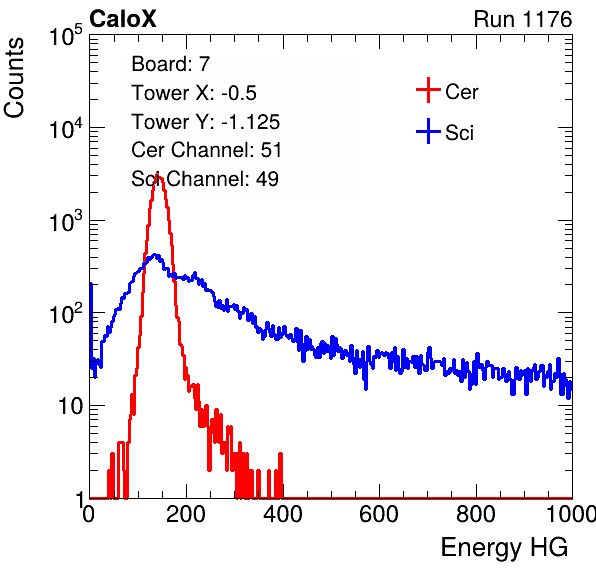 CaloX Run 1176
Counts
Board: 7
Tower X: -0.5
Tower Y: -1.125
Cer Channel: 51
Sci Channel: 49
Cer
Sci
10^5
10^4
10^3
10^2
10
1
0 200 400 600 800 1000
Energy HG